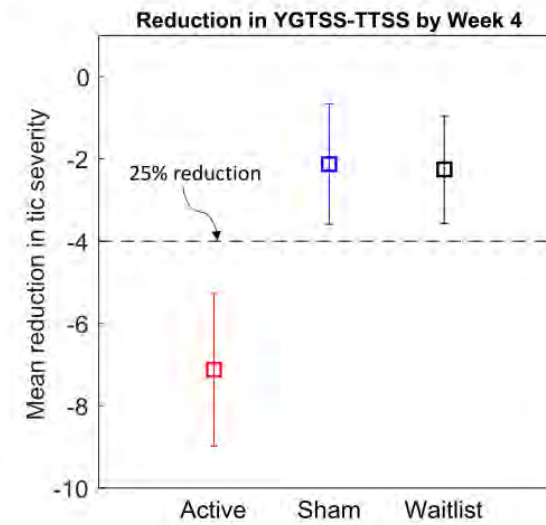 Reduction in YGTSS-TTSS by Week 4
Mean reduction in tic severity
0
-2
25% reduction
-4
-6
-8
-10
Active Sham Waitlist